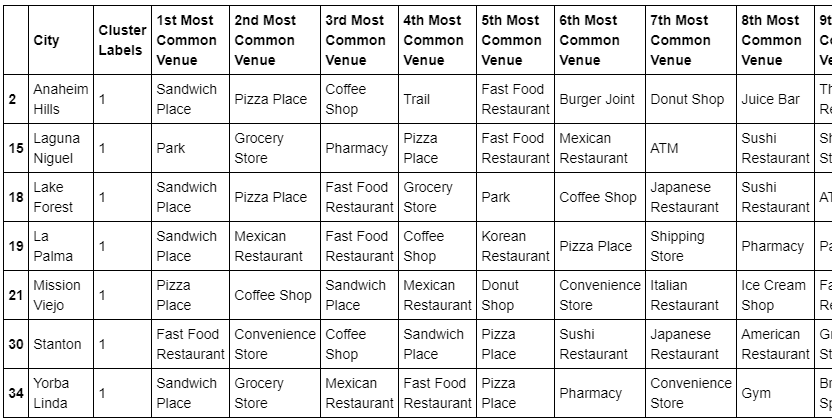 City
Cluster
Labels
1st Most
Common
Venue
2nd Most
Common
Venue
3rd Most
Common
Venue
4th Most
Common
Venue
5th Most
Common
Venue
6th Most
Common
Venue
7th Most
Common
Venue
8th Most
Common
Venue
2
Anaheim
Hills
1
Sandwich
Place
Pizza Place
Coffee
Shop
Trail
Fast Food
Restaurant
Burger Joint
Donut Shop
Juice Bar
15
Laguna
Niguel
1
Park
Grocery
Store
Pharmacy
Pizza
Place
Fast Food
Restaurant
Mexican
Restaurant
ATM
Sushi
Restaurant
18
Lake
Forest
1
Sandwich
Place
Pizza Place
Fast Food
Restaurant
Grocery
Store
Park
Coffee Shop
Japanese
Restaurant
Sushi
Restaurant
19
La
Palma
1
Sandwich
Place
Mexican
Restaurant
Fast Food
Restaurant
Coffee
Shop
Korean
Restaurant
Pizza Place
Shipping
Store
Pharmacy
21
Mission
Viejo
1
Pizza
Place
Coffee Shop
Sandwich
Place
Mexican
Restaurant
Donut
Shop
Convenience
Store
Italian
Restaurant
Ice Cream
Shop
30
Stanton
1
Fast Food
Restaurant
Convenience
Store
Coffee
Shop
Sandwich
Place
Pizza
Place
Sushi
Restaurant
Japanese
Restaurant
American
Restaurant
34
Yorba
Linda
1
Sandwich
Place
Grocery
Store
Mexican
Restaurant
Fast Food
Restaurant
Pizza
Place
Pharmacy
Convenience
Store
Gym